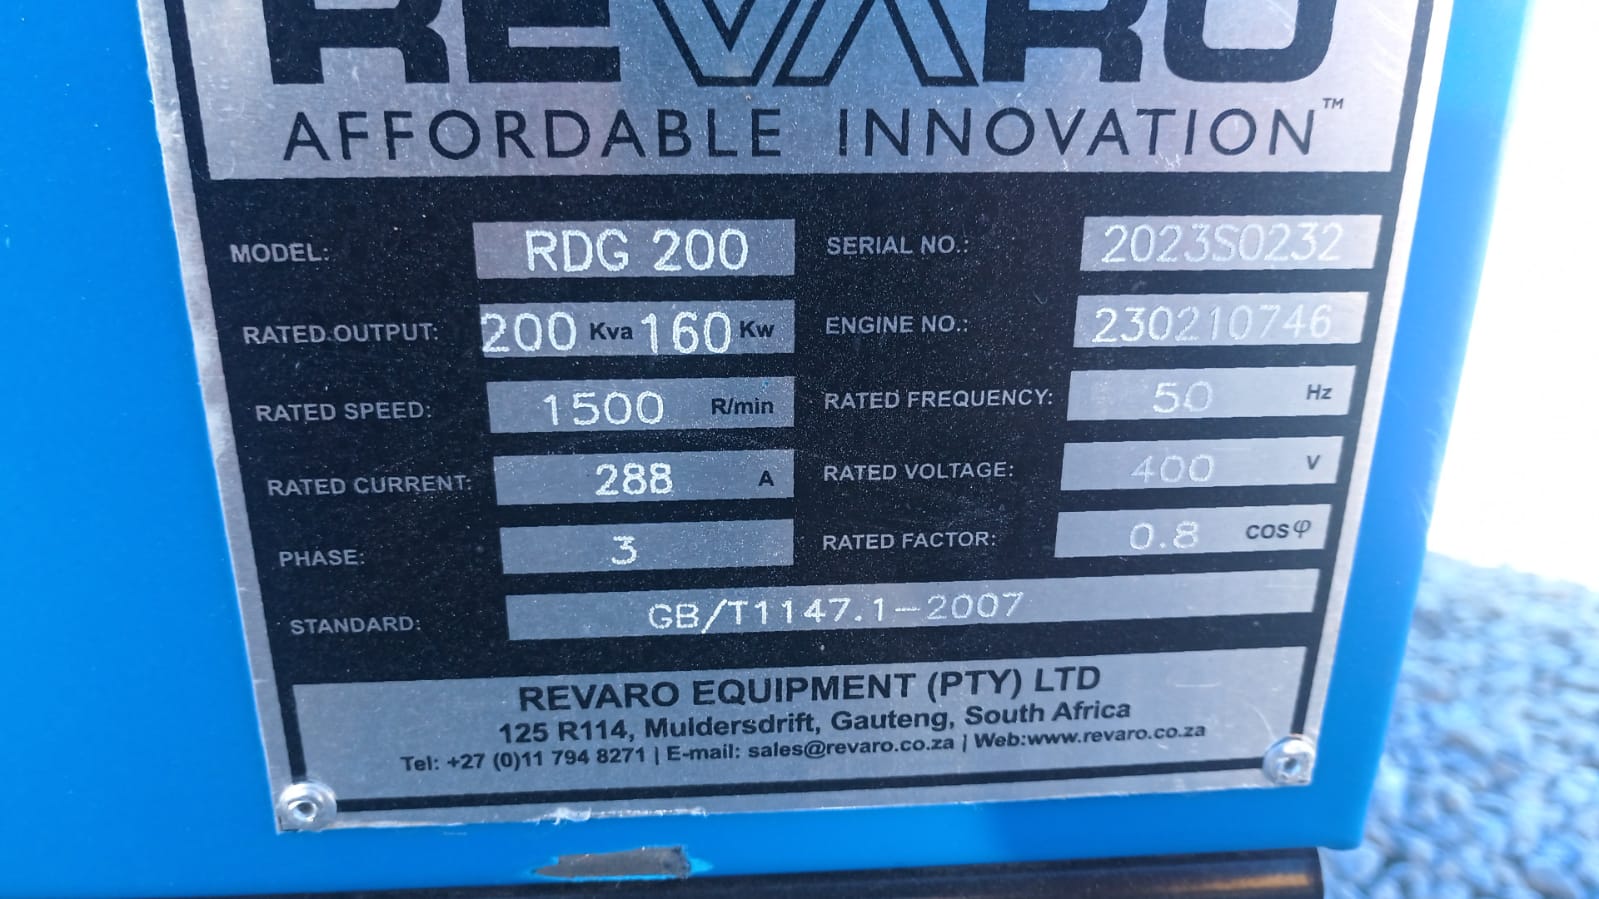 REVARO
AFFORDABLE INNOVATION™
MODEL: RDG 200 SERIAL NO.: 2023S0232
RATED OUTPUT: 200 Kva 160 Kw ENGINE NO.: 230210746
RATED SPEED: 1500 R/min RATED FREQUENCY: 50 Hz
RATED CURRENT: 288 A RATED VOLTAGE: 400 V
PHASE: 3 RATED FACTOR: 0.8 COSφ
STANDARD: GB/T1147.1-2007
REVARO EQUIPMENT (PTY) LTD
125 R114, Muldersdrift, Gauteng, South Africa
Tel: +27 (0)11 794 8271 | E-mail: sales@revaro.co.za | Web:www.revaro.co.za